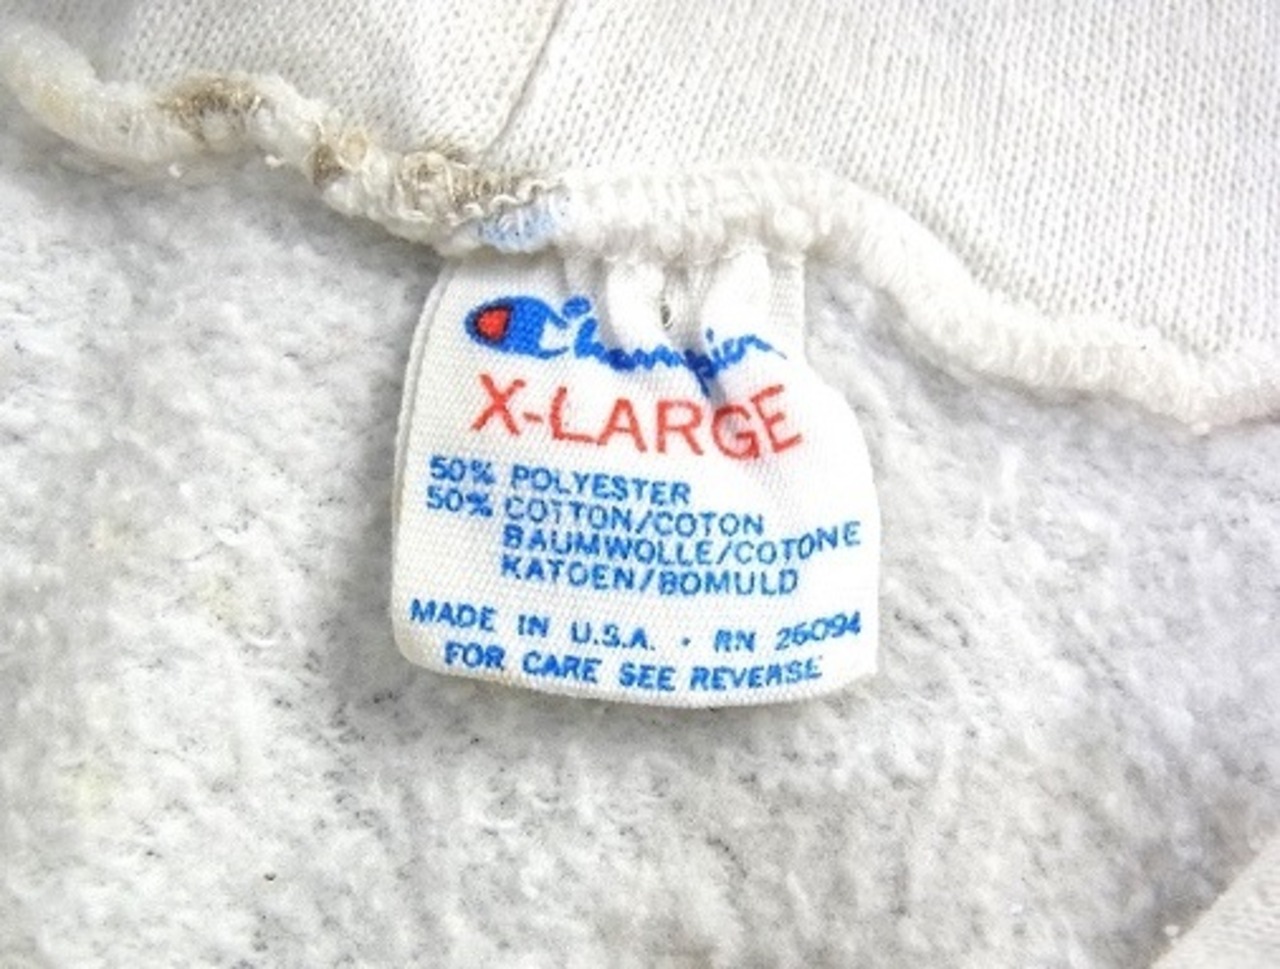 Champion
X-LARGE
50% POLYESTER
50% COTTON/COTON
BAUMWOLLE/COTONE
KATOEN/BOMULD
MADE IN U.S.A. · RN 26094
FOR CARE SEE REVERSE